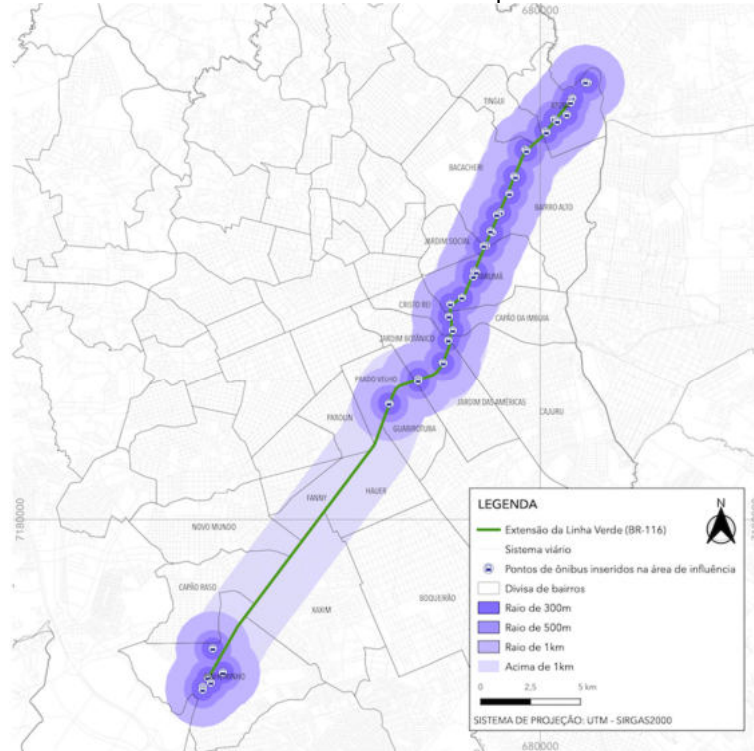 680000
TINGUI
ATUBA
BACACHERI
BAIRRO ALTO
JARDIM SOCIAL
TARUMÃ
CRISTO REI
CAPÃO DA IMBUIA
JARDIM BOTÂNICO
PRADO VELHO
JARDIM DAS AMÉRICAS
CAJURU
PAROLIN
GUABIROTUBA
FANNY
HAUER
7180000
NOVO MUNDO
CAPÃO RASO
XAXIM
BOQUEIRÃO
PINHEIRINHO
LEGENDA
N
Extensão da Linha Verde (BR-116)
Sistema viário
Pontos de ônibus inseridos na área de influência
Divisa de bairros
Raio de 300m
Raio de 500m
Raio de 1km
Acima de 1km
0 2,5 5 km
SISTEMA DE PROJEÇÃO: UTM - SIRGAS2000
680000